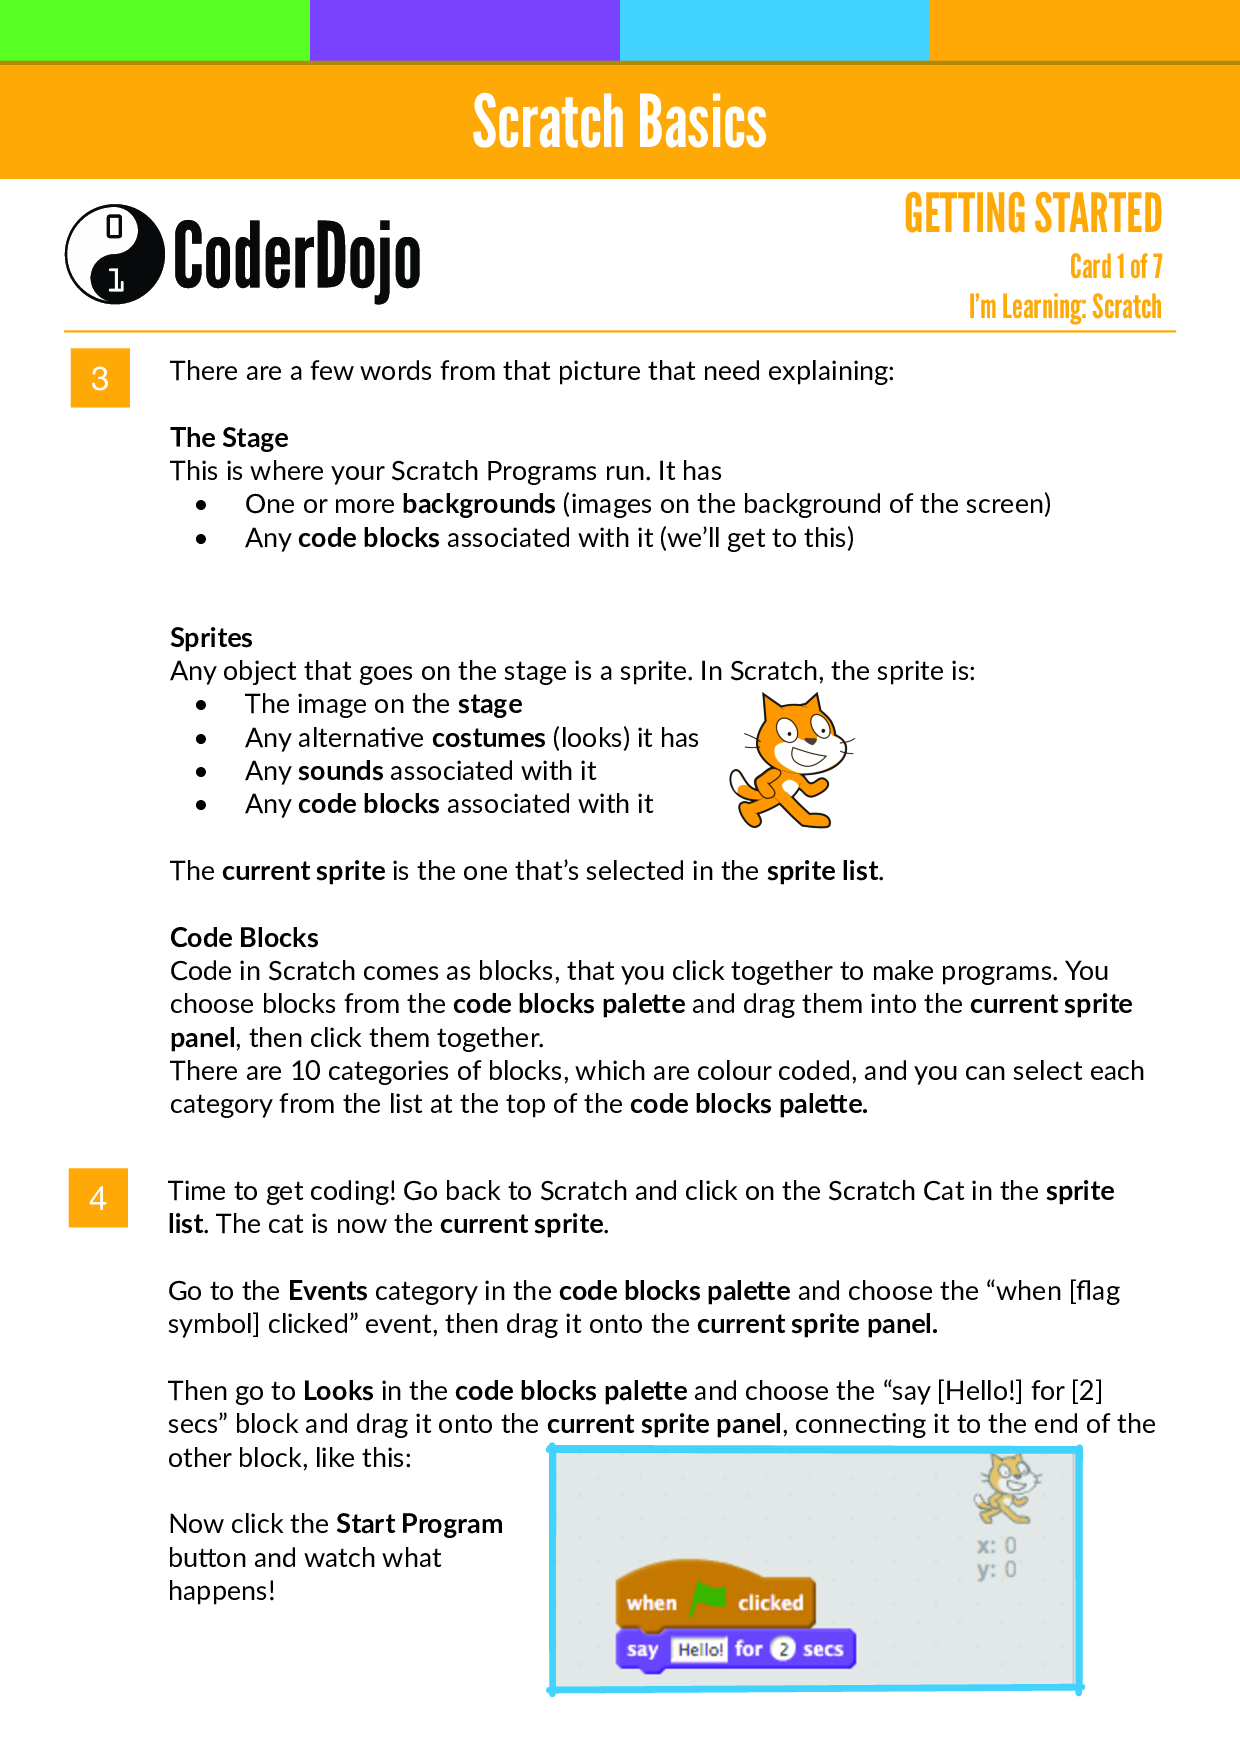 Scratch Basics
0
1
CoderDojo
GETTING STARTED
Card 1 of 7
I'm Learning: Scratch
3
There are a few words from that picture that need explaining:
The Stage
This is where your Scratch Programs run. It has
• One or more backgrounds (images on the background of the screen)
• Any code blocks associated with it (we’ll get to this)
Sprites
Any object that goes on the stage is a sprite. In Scratch, the sprite is:
• The image on the stage
• Any alternative costumes (looks) it has
• Any sounds associated with it
• Any code blocks associated with it
The current sprite is the one that’s selected in the sprite list.
Code Blocks
Code in Scratch comes as blocks, that you click together to make programs. You
choose blocks from the code blocks palette and drag them into the current sprite
panel, then click them together.
There are 10 categories of blocks, which are colour coded, and you can select each
category from the list at the top of the code blocks palette.
4
Time to get coding! Go back to Scratch and click on the Scratch Cat in the sprite
list. The cat is now the current sprite.
Go to the Events category in the code blocks palette and choose the “when [flag
symbol] clicked” event, then drag it onto the current sprite panel.
Then go to Looks in the code blocks palette and choose the “say [Hello!] for [2]
secs” block and drag it onto the current sprite panel, connecting it to the end of the
other block, like this:
Now click the Start Program
button and watch what
happens!
x: 0
y: 0
when clicked
say Hello! for 2 secs